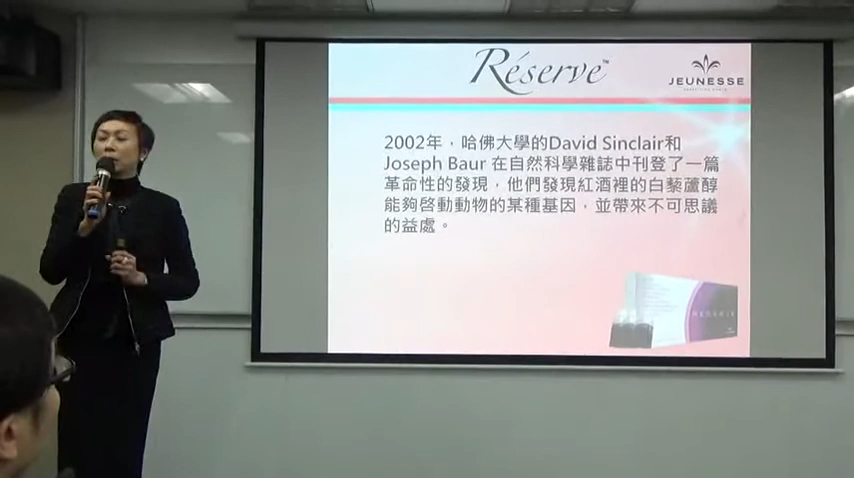 Réserve™
JEUNESSE
2002年，哈佛大學的David Sinclair和
Joseph Baur 在自然科學雜誌中刊登了一篇
革命性的發現，他們發現紅酒裡的白藜蘆醇
能夠啓動動物的某種基因，並帶來不可思議
的益處。
RESERVE